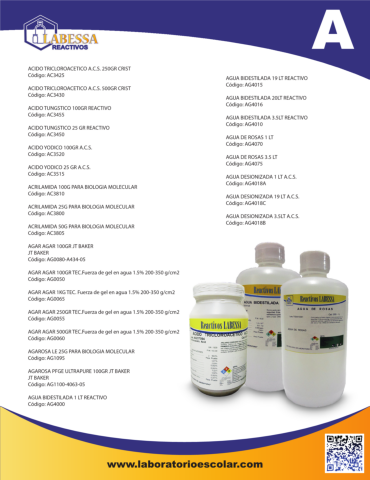 LABESSA
REACTIVOS
A
ACIDO TRICLOROACETICO A.C.S. 250GR CRIST
Código: AC3425
ACIDO TRICLOROACETICO A.C.S. 500GR CRIST
Código: AC3430
ACIDO TUNGSTICO 100GR REACTIVO
Código: AC3455
ACIDO TUNGSTICO 25 GR REACTIVO
Código: AC3450
ACIDO YODICO 100GR A.C.S.
Código: AC3520
ACIDO YODICO 25 GR A.C.S.
Código: AC3515
ACRILAMIDA 100G PARA BIOLOGIA MOLECULAR
Código: AC3810
ACRILAMIDA 25G PARA BIOLOGIA MOLECULAR
Código: AC3800
ACRILAMIDA 50G PARA BIOLOGIA MOLECULAR
Código: AC3805
AGAR AGAR 100GR JT BAKER
JT BAKER
Código: AG0080-A434-05
AGAR AGAR 100GR TEC.Fuerza de gel en agua 1.5% 200-350 g/cm2
Código: AG0050
AGAR AGAR 1KG TEC. Fuerza de gel en agua 1.5% 200-350 g/cm2
Código: AG0065
AGAR AGAR 250GR TEC.Fuerza de gel en agua 1.5% 200-350 g/cm2
Código: AG0055
AGAR AGAR 500GR TEC.Fuerza de gel en agua 1.5% 200-350 g/cm2
Código: AG0060
AGAROSA LE 25G PARA BIOLOGIA MOLECULAR
Código: AG1095
AGAROSA PFGE ULTRAPURE 100GR JT BAKER
JT BAKER
Código: AG1100-4063-05
AGUA BIDESTILADA 1 LT REACTIVO
Código: AG4000
AGUA BIDESTILADA 19 LT REACTIVO
Código: AG4015
AGUA BIDESTILADA 20LT REACTIVO
Código: AG4016
AGUA BIDESTILADA 3.5LT REACTIVO
Código: AG4010
AGUA DE ROSAS 1 LT
Código: AG4070
AGUA DE ROSAS 3.5 LT
Código: AG4075
AGUA DESIONIZADA 1 LT A.C.S.
Código: AG4018A
AGUA DESIONIZADA 19 LT A.C.S.
Código: AG4018C
AGUA DESIONIZADA 3.5LT A.C.S.
Código: AG4018B
Reactivos LABESSA
AGUA BIDESTILADA
Reactivos LABESSA
AGUA DE ROSAS
www.laboratorioescolar.com